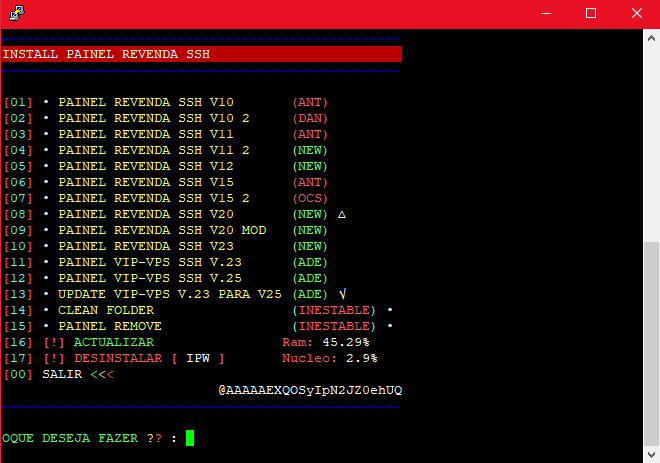 INSTALL PAINEL REVENDA SSH
[01] • PAINEL REVENDA SSH V10 (ANT)
[02] • PAINEL REVENDA SSH V10 2 (DAN)
[03] • PAINEL REVENDA SSH V11 (ANT)
[04] • PAINEL REVENDA SSH V11 2 (NEW)
[05] • PAINEL REVENDA SSH V12 (NEW)
[06] • PAINEL REVENDA SSH V15 (ANT)
[07] • PAINEL REVENDA SSH V15 2 (OCS)
[08] • PAINEL REVENDA SSH V20 (NEW) △
[09] • PAINEL REVENDA SSH V20 MOD (NEW)
[10] • PAINEL REVENDA SSH V23 (NEW)
[11] • PAINEL VIP-VPS SSH V.23 (ADE)
[12] • PAINEL VIP-VPS SSH V.25 (ADE)
[13] • UPDATE VIP-VPS V.23 PARA V25 (ADE) √
[14] • CLEAN FOLDER (INESTABLE) •
[15] • PAINEL REMOVE (INESTABLE) •
[16] [!] ACTUALIZAR Ram: 45.29%
[17] [!] DESINSTALAR [ IPW ] Nucleo: 2.9%
[00] SALIR <<<
@AAAAAEXQOSyIpN2JZ0ehUQ
OQUE DESEJA FAZER ?? :